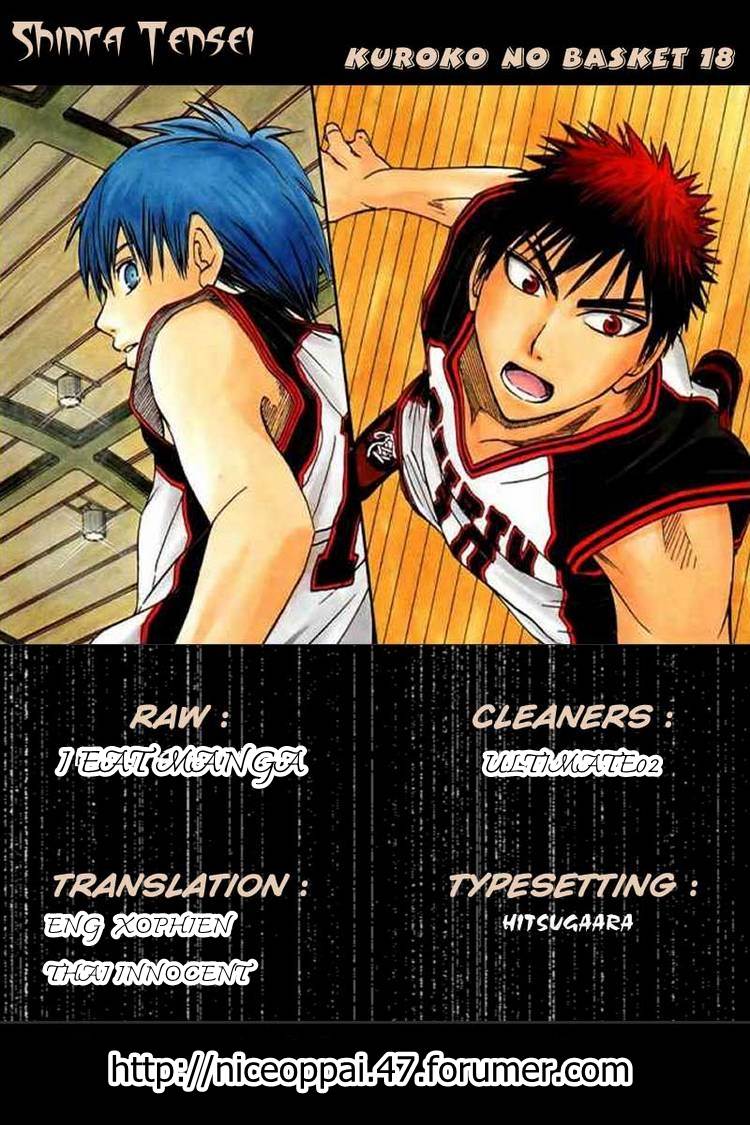 Shinra Tensei
KUROKO NO BASKET 18
RAW :
I EAT MANGA
CLEANERS :
ULTIMATE02
TRANSLATION :
ENG XOPHIEN
THAI INNOCENT
TYPESETTING :
HITSUGAARA
http://niceoppai.47.forumer.com